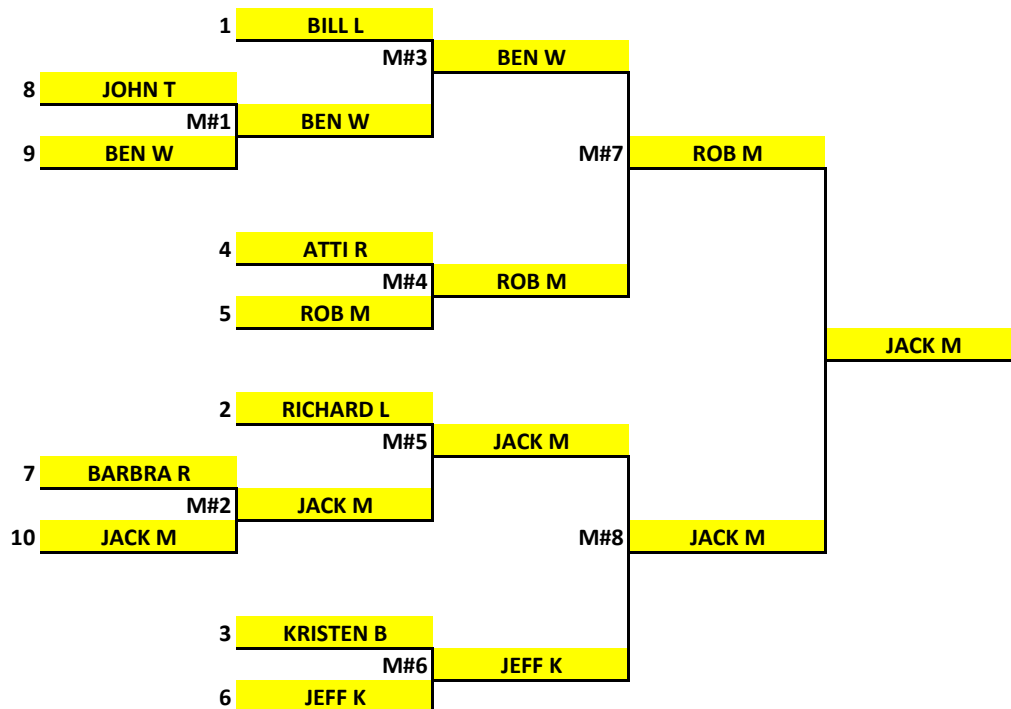 1 BILL L
M#3 BEN W
8 JOHN T
M#1 BEN W
9 BEN W
M#7 ROB M
4 ATTI R
M#4 ROB M
5 ROB M
JACK M
2 RICHARD L
M#5 JACK M
7 BARBRA R
M#2 JACK M
10 JACK M
M#8 JACK M
3 KRISTEN B
M#6 JEFF K
6 JEFF K